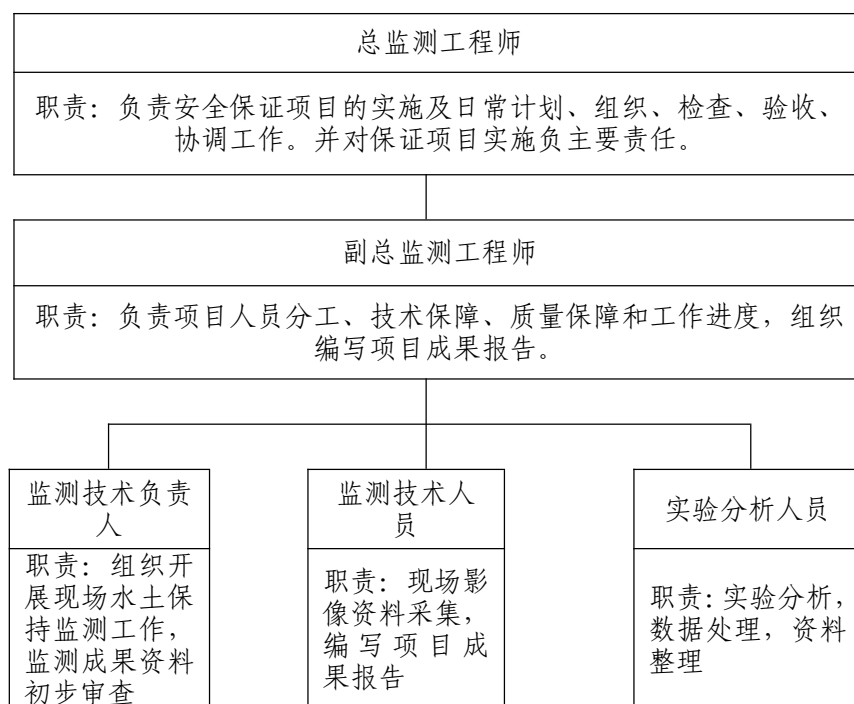 总监测工程师
职责：负责安全保证项目的实施及日常计划、组织、检查、验收、
协调工作。并对保证项目实施负主要责任。
副总监测工程师
职责：负责项目人员分工、技术保障、质量保障和工作进度，组织
编写项目成果报告。
监测技术负责
人
职责：组织开
展现场水土保
持监测工作，
监测成果资料
初步审查
监测技术人
员
职责：现场影
像资料采集，
编写项目成
果报告
实验分析人员
职责：实验分析，
数据处理，资料
整理